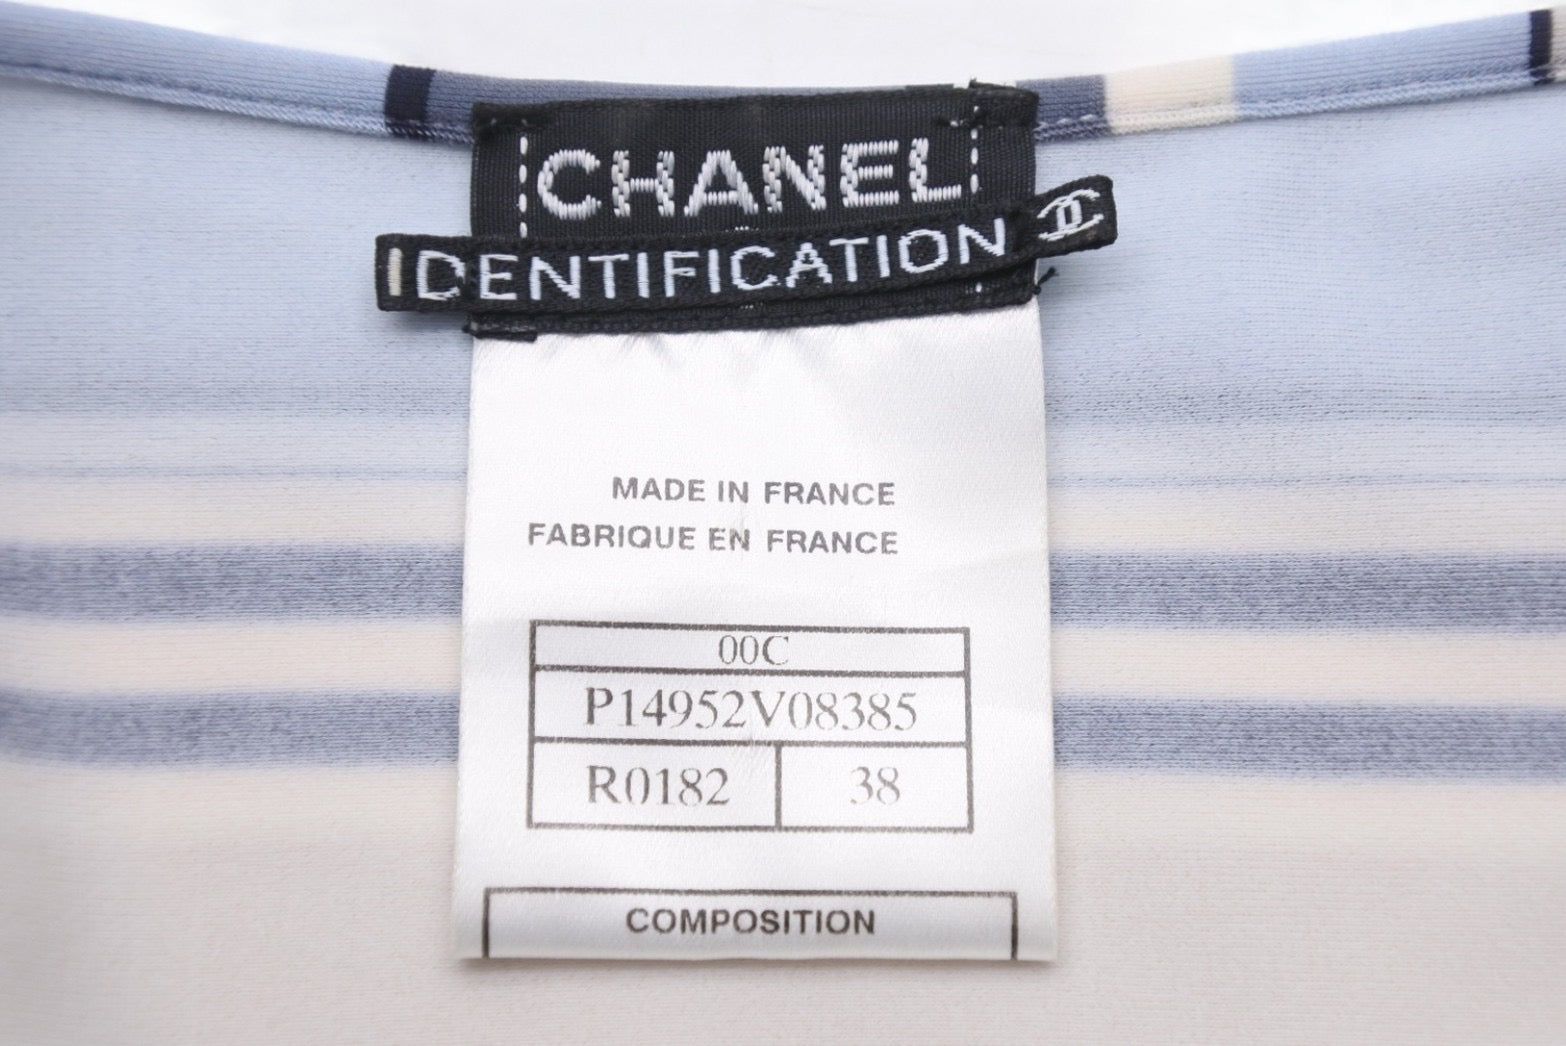 CHANEL
IDENTIFICATION
MADE IN FRANCE
FABRIQUE EN FRANCE
00C
P14952V08385
R0182 38
COMPOSITION